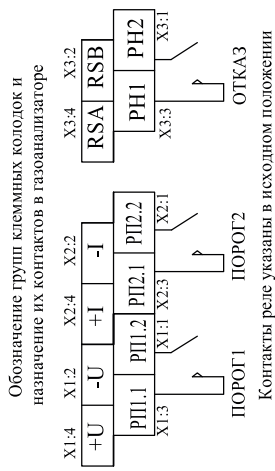 Обозначение групп клеммных колодок и
назначение их контактов в газоанализаторе
X1:4 X1:2 X2:4 X2:2 X3:4 X3:2
+U -U +I -I RSA RSB
РП1.1 РП1.2 РП2.1 РП2.2 РН1 РН2
X1:3 X1:1 X2:3 X2:1 X3:3 X3:1
ПОРОГ1 ПОРОГ2 ОТКАЗ
Контакты реле указаны в исходном положении